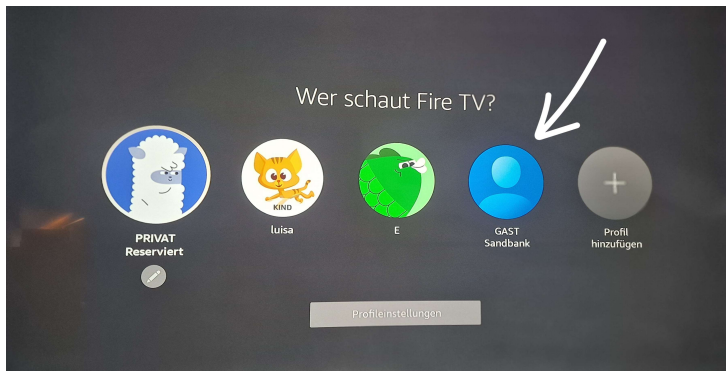 Wer schaut Fire TV?
KIND
PRIVAT
Reserviert
luisa
E
GAST
Sandbank
Profil
hinzufügen
Profileinstellungen